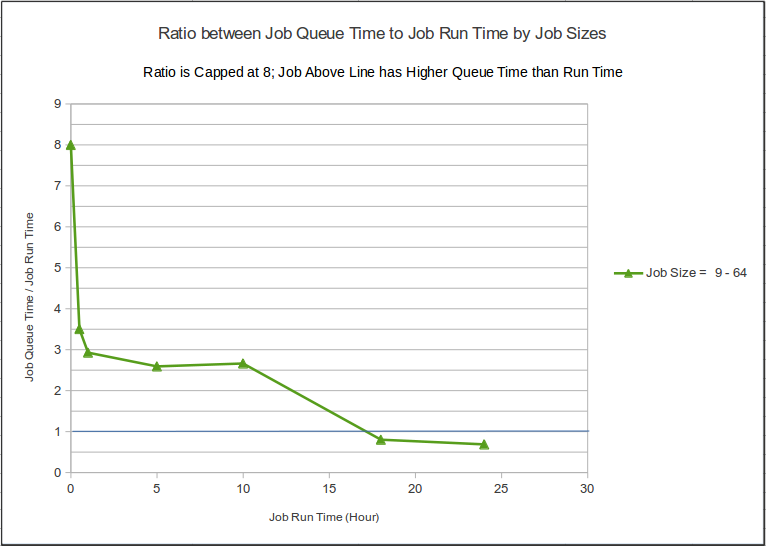 Ratio between Job Queue Time to Job Run Time by Job Sizes
Ratio is Capped at 8; Job Above Line has Higher Queue Time than Run Time
9
8
7
6
5
4
3
2
1
0
Job Queue Time / Job Run Time
0 5 10 15 20 25 30
Job Run Time (Hour)
Job Size = 9 - 64